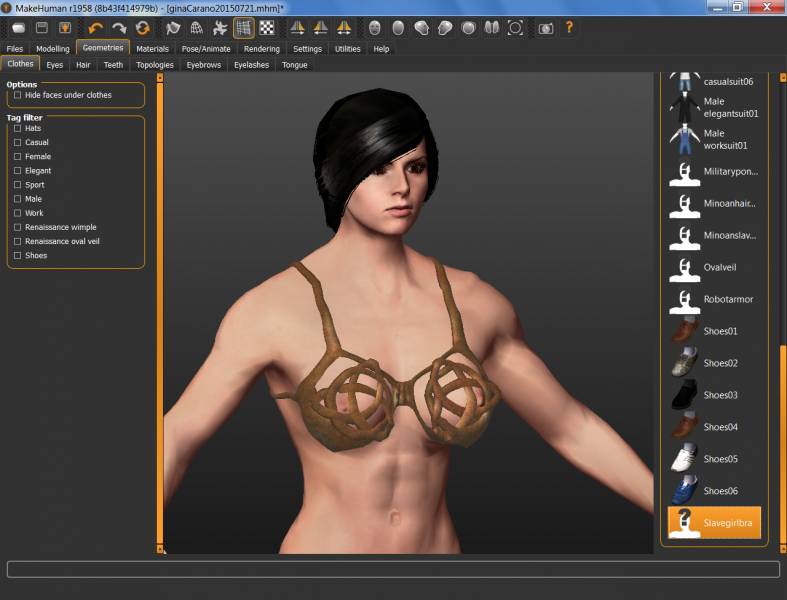 MakeHuman r1958 (8b43f414979b) - [ginaCarano20150721.mhm]*
Files Modelling Geometries Materials Pose/Animate Rendering Settings Utilities Help
Clothes Eyes Hair Teeth Topologies Eyebrows Eyelashes Tongue
Options
Hide faces under clothes
Tag filter
Hats
Casual
Female
Elegant
Sport
Male
Work
Renaissance wimple
Renaissance oval veil
Shoes
casualsuit06
Male
elegantsuit01
Male
worksuit01
Militarypon...
Minoanhair...
Minoanslav...
Ovalveil
Robotarmor
Shoes01
Shoes02
Shoes03
Shoes04
Shoes05
Shoes06
Slavegirlbra